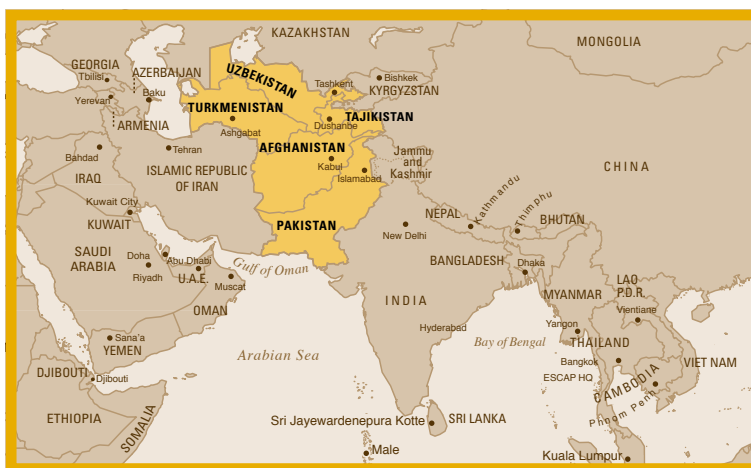 KAZAKHSTAN
MONGOLIA
GEORGIA
Tbilisi
AZERBAIJAN
UZBEKISTAN
Tashkent
Bishkek
KYRGYZSTAN
Yerevan
Baku
TURKMENISTAN
TAJIKISTAN
ARMENIA
Ashgabat
Dushanbe
Bahdad
Tehran
AFGHANISTAN
Jammu
and
Kashmir
CHINA
IRAQ
ISLAMIC REPUBLIC
OF IRAN
Kabul
Islamabad
Kuwait City
KUWAIT
PAKISTAN
NEPAL
Kathmandu
Thimphu
BHUTAN
New Delhi
SAUDI
ARABIA
Doha
Abu Dhabi
Riyadh
U.A.E.
Gulf of Oman
Muscat
BANGLADESH
Dhaka
LAO
P.D.R.
MYANMAR
INDIA
OMAN
Vientiane
Hyderabad
Yangon
Sana'a
YEMEN
Arabian Sea
Bay of Bengal
THAILAND
Bangkok
ESCAP HQ
VIET NAM
CAMBODIA
Phnom Penh
DJIBOUTI
Djibouti
ETHIOPIA
SOMALIA
Sri Jayewardenepura Kotte
SRI LANKA
Male
Kuala Lumpur